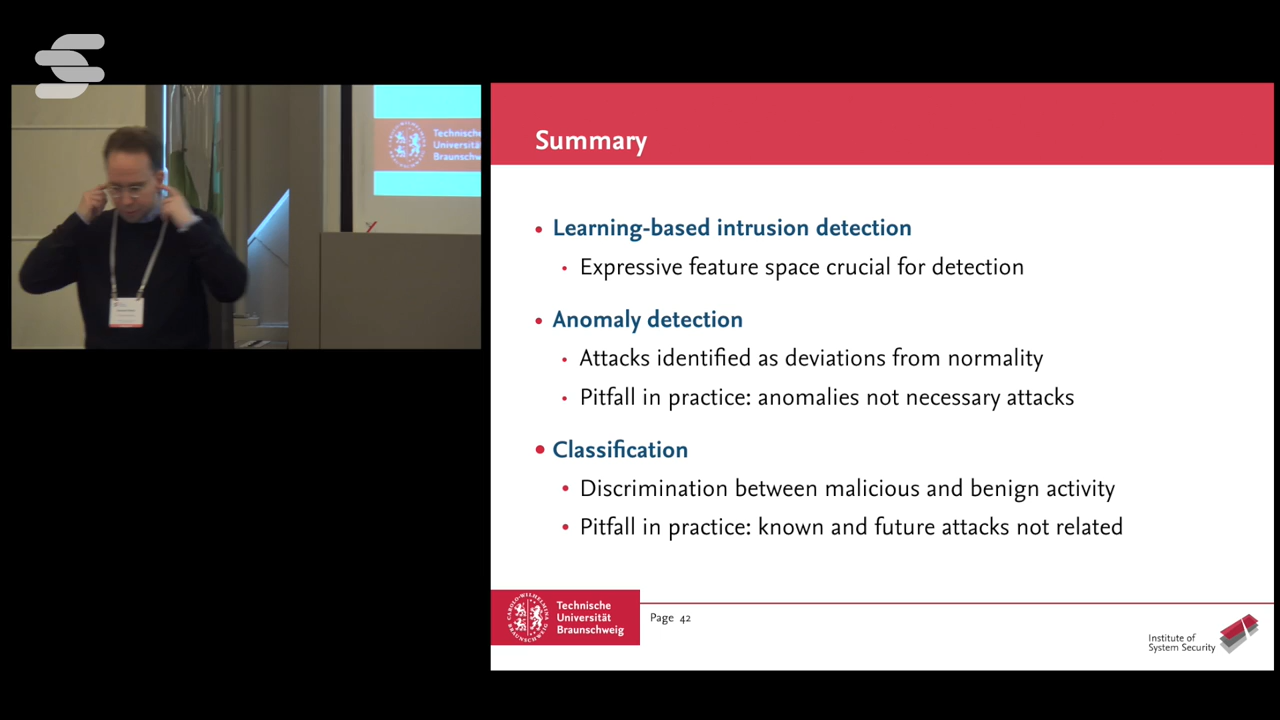 Technische
Universität
Braunschweig
Summary
• Learning-based intrusion detection
• Expressive feature space crucial for detection
• Anomaly detection
• Attacks identified as deviations from normality
• Pitfall in practice: anomalies not necessary attacks
• Classification
• Discrimination between malicious and benign activity
• Pitfall in practice: known and future attacks not related
Technische
Universität
Braunschweig
Page 42
Institute of
System Security